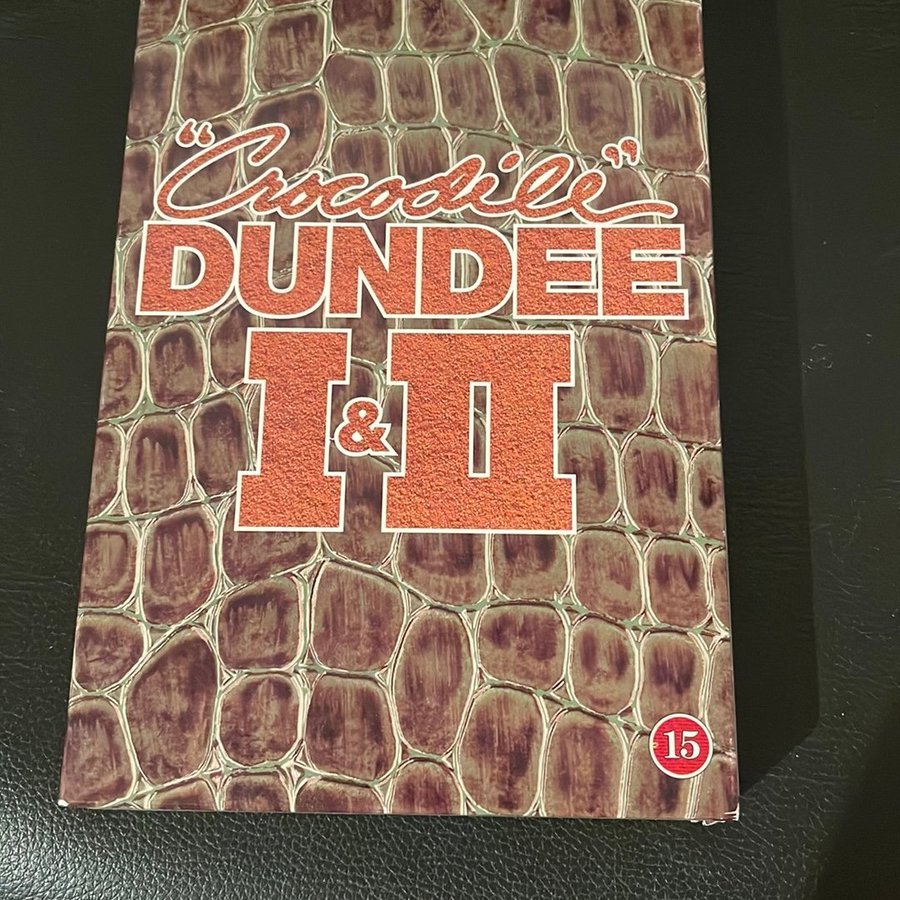 “Crocodile”
DUNDEE
I & II
15